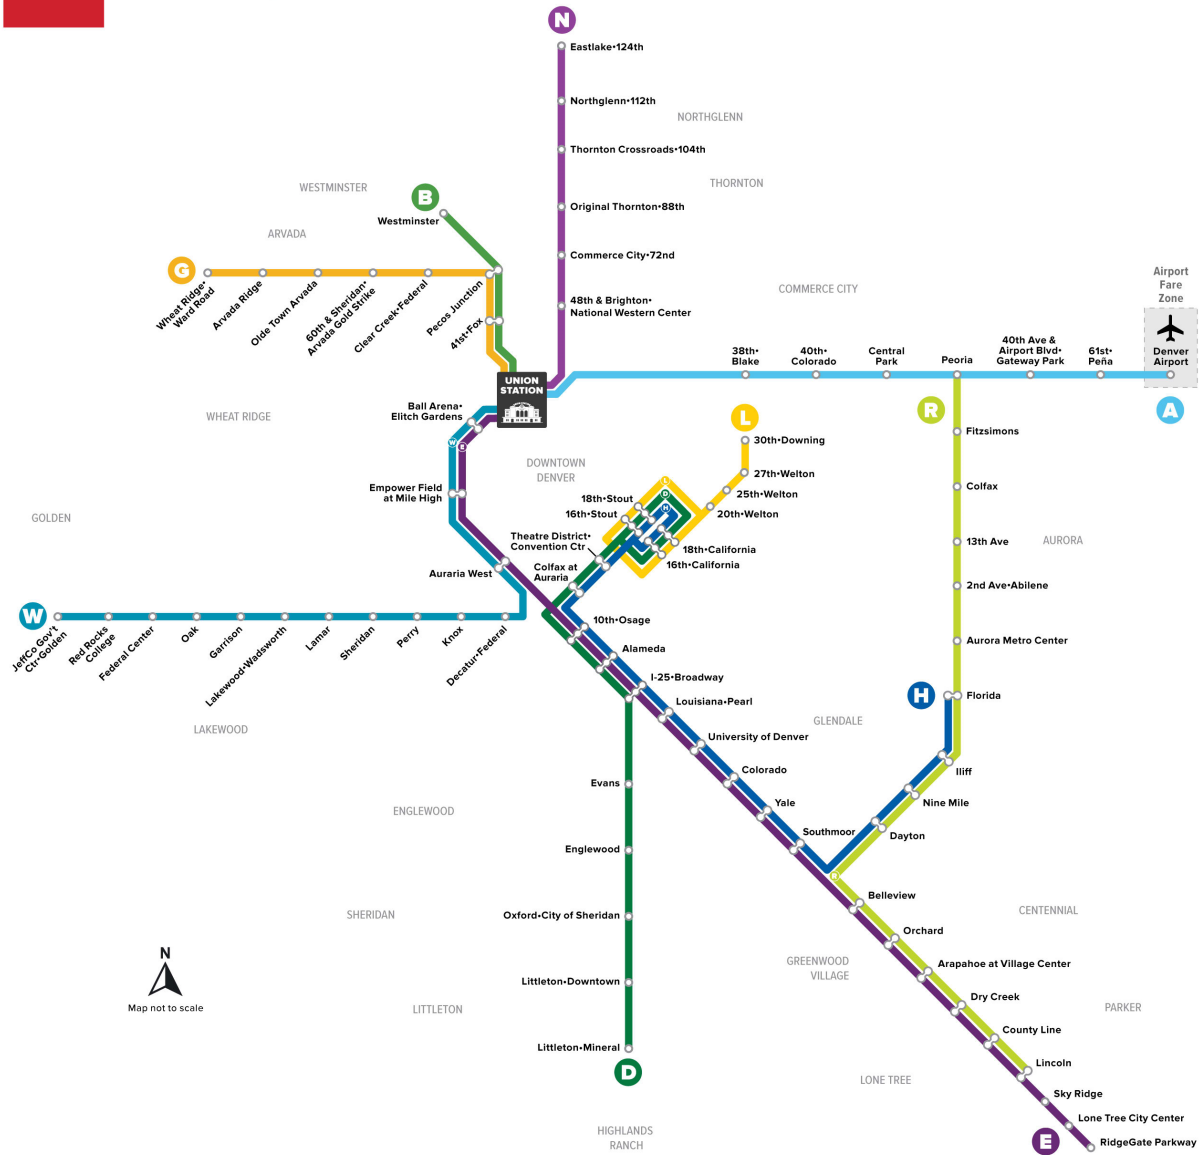 N
Eastlake•124th
Northglenn•112th
NORTHGLENN
Thornton Crossroads•104th
THORNTON
WESTMINSTER
B
Westminster
Original Thornton•88th
ARVADA
Commerce City•72nd
G
Wheat Ridge•
Ward Road
Arvada Ridge
Olde Town Arvada
60th & Sheridan•
Arvada Gold Strike
Clear Creek•Federal
Pecos Junction
41st•Fox
48th & Brighton•
National Western Center
COMMERCE CITY
Airport
Fare
Zone
38th•
Blake
40th•
Colorado
Central
Park
Peoria
40th Ave &
Airport Blvd•
Gateway Park
61st•
Peña
Denver
Airport
A
UNION
STATION
Ball Arena•
Elitch Gardens
WHEAT RIDGE
W
E
L
30th•Downing
27th•Welton
25th•Welton
20th•Welton
R
Fitzsimons
DOWNTOWN
DENVER
Empower Field
at Mile High
L
D
H
18th•Stout
16th•Stout
18th•California
16th•California
Theatre District•
Convention Ctr
Colfax at
Auraria
Auraria West
Colfax
13th Ave
AURORA
2nd Ave•Abilene
Aurora Metro Center
GOLDEN
W
JeffCo Gov't
Ctr•Golden
Red Rocks
College
Federal Center
Oak
Garrison
Lakewood•Wadsworth
Lamar
Sheridan
Perry
Knox
Decatur•Federal
10th•Osage
Alameda
I-25•Broadway
Louisiana•Pearl
University of Denver
Colorado
Yale
Southmoor
H
Florida
Iliff
Nine Mile
Dayton
LAKEWOOD
GLENDALE
R
Evans
ENGLEWOOD
Englewood
Belleview
Orchard
Arapahoe at Village Center
Dry Creek
County Line
Lincoln
Sky Ridge
Lone Tree City Center
RidgeGate Parkway
E
SHERIDAN
Oxford•City of Sheridan
CENTENNIAL
GREENWOOD
VILLAGE
Littleton•Downtown
LITTLETON
PARKER
N
Map not to scale
Littleton•Mineral
D
LONE TREE
HIGHLANDS
RANCH